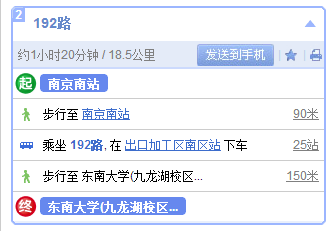 2 192路
约1小时20分钟 / 18.5公里 发送到手机
起 南京南站
步行至 南京南站 90米
乘坐 192路, 在 出口加工区南区站 下车 25站
步行至 东南大学(九龙湖校区... 150米
终 东南大学(九龙湖校区...